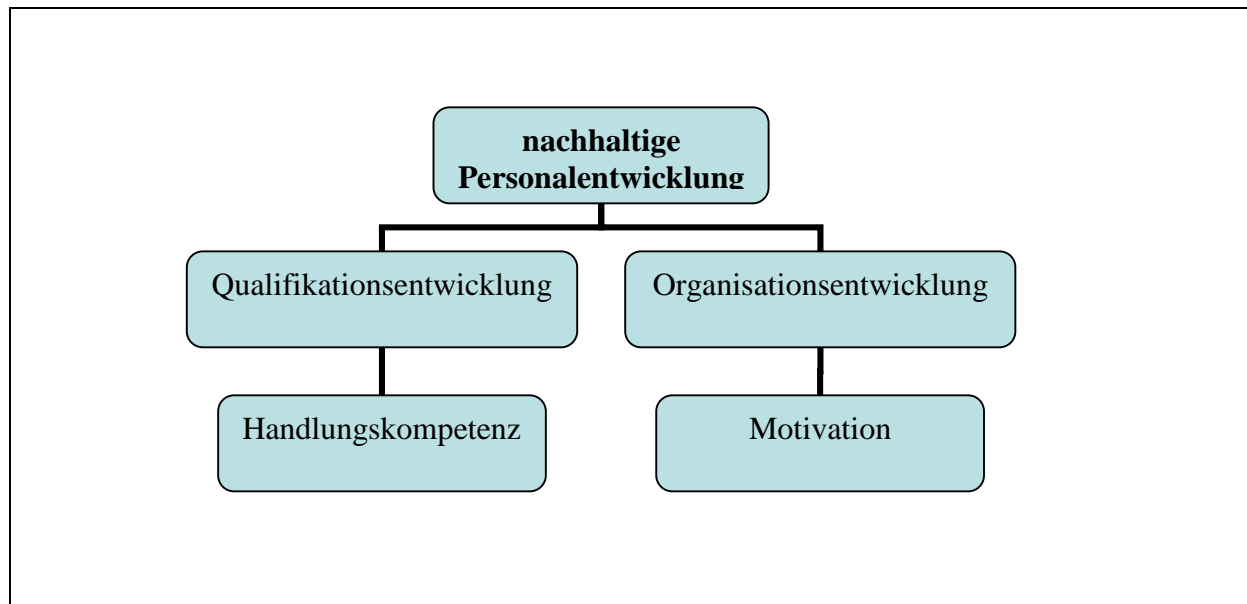 nachhaltige
Personalentwicklung
Qualifikationsentwicklung
Organisationsentwicklung
Handlungskompetenz
Motivation